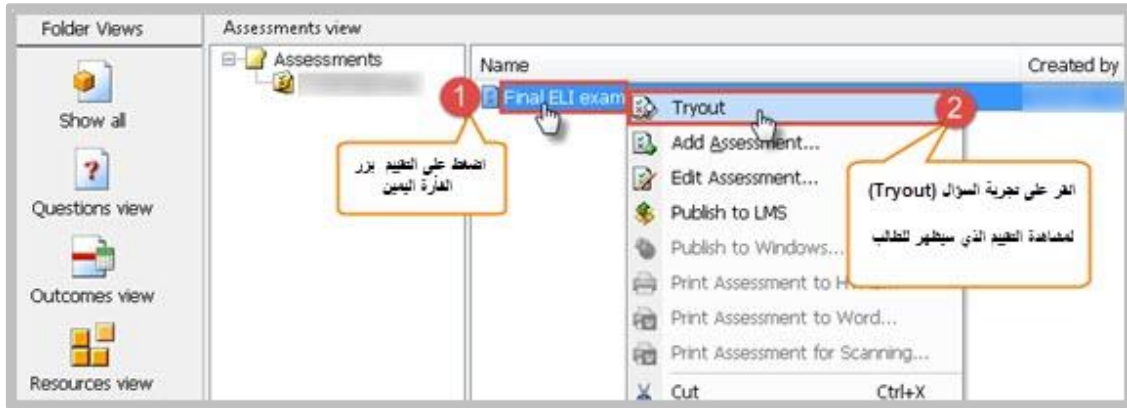 Folder Views
Assessments view
Assessments
Name
Created by
Show all
1
Final ELI exam
Tryout
2
Add Assessment...
اضغط على التقييم بزر
الفأرة اليمين
Edit Assessment...
انقر على تجربة السؤال (Tryout)
لمشاهدة التقييم الذي سيظهر للطالب
Questions view
Publish to LMS
Publish to Windows...
Print Assessment to
Outcomes view
Print Assessment to Word...
Print Assessment for Scanning...
Resources view
Cut Ctrl+X